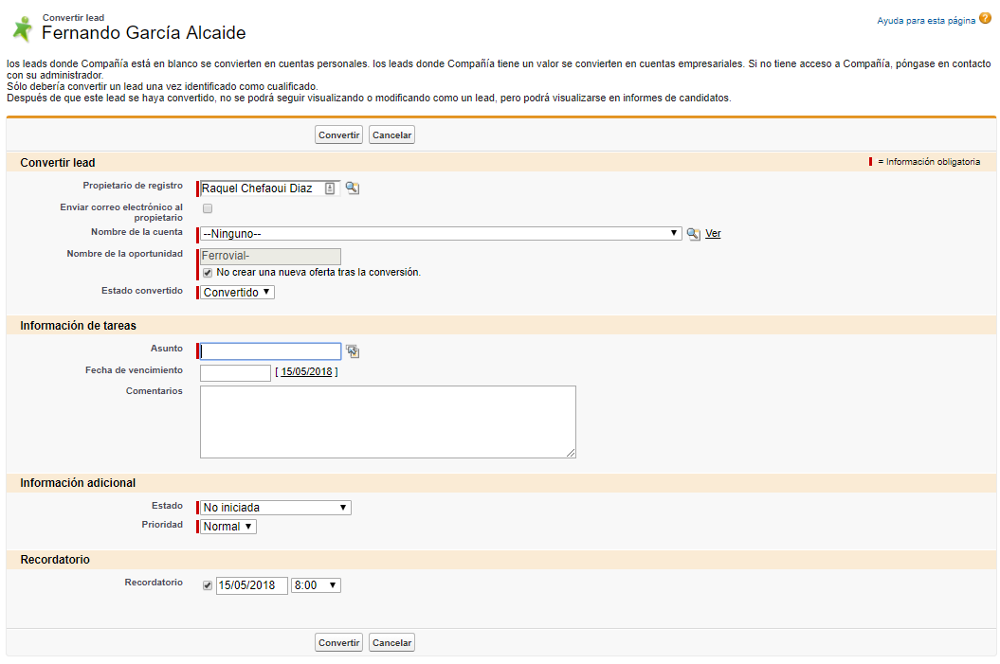 Convertir lead
Fernando García Alcaide
Ayuda para esta página ?
los leads donde Compañía está en blanco se convierten en cuentas personales. los leads donde Compañía tiene un valor se convierten en cuentas empresariales. Si no tiene acceso a Compañía, póngase en contacto
con su administrador.
Sólo debería convertir un lead una vez identificado como cualificado.
Después de que este lead se haya convertido, no se podrá seguir visualizando o modificando como un lead, pero podrá visualizarse en informes de candidatos.
Convertir Cancelar
Convertir lead
= Información obligatoria
Propietario de registro Raquel Chefaoui Diaz
Enviar correo electrónico al
propietario
Nombre de la cuenta --Ninguno-- Ver
Nombre de la oportunidad Ferrovial-
No crear una nueva oferta tras la conversión.
Estado convertido Convertido
Información de tareas
Asunto
Fecha de vencimiento [ 15/05/2018 ]
Comentarios
Información adicional
Estado No iniciada
Prioridad Normal
Recordatorio
Recordatorio 15/05/2018 8:00
Convertir Cancelar